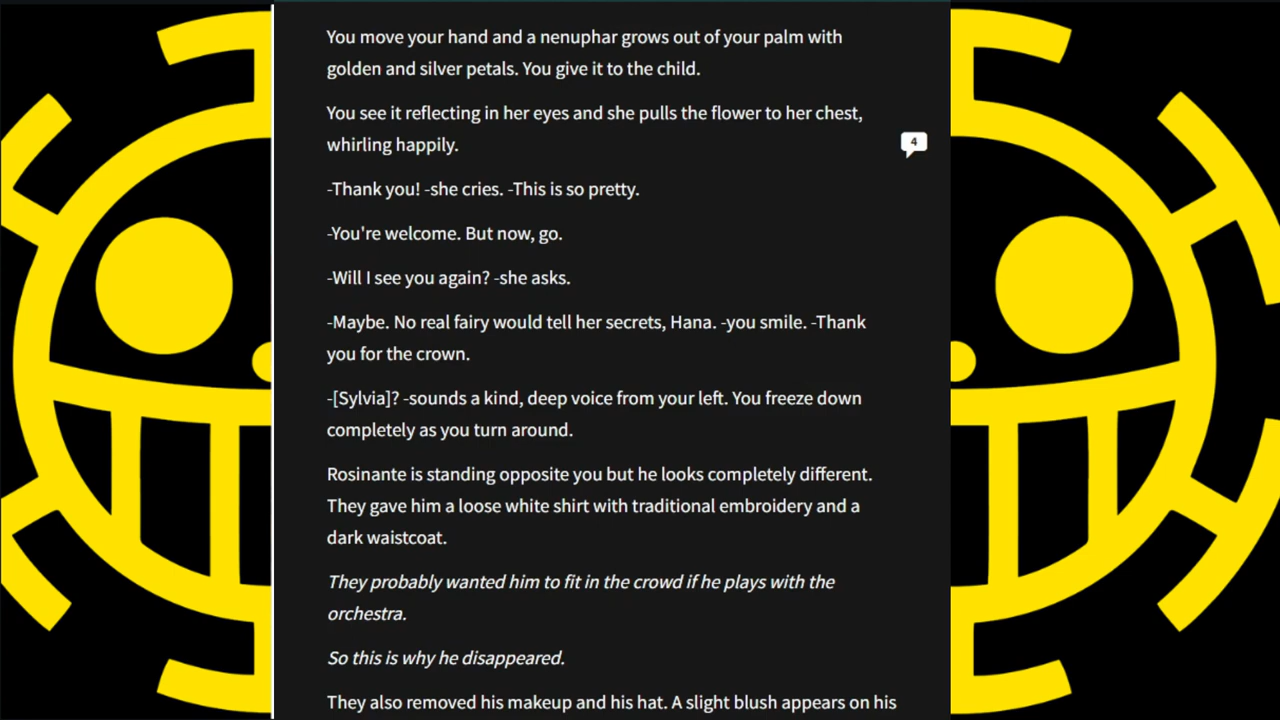 You move your hand and a nenuphar grows out of your palm with
golden and silver petals. You give it to the child.
You see it reflecting in her eyes and she pulls the flower to her chest,
whirling happily.
4
-Thank you! -she cries. -This is so pretty.
-You're welcome. But now, go.
-Will I see you again? -she asks.
-Maybe. No real fairy would tell her secrets, Hana. -you smile. -Thank
you for the crown.
-[Sylvia]? -sounds a kind, deep voice from your left. You freeze down
completely as you turn around.
Rosinante is standing opposite you but he looks completely different.
They gave him a loose white shirt with traditional embroidery and a
dark waistcoat.
They probably wanted him to fit in the crowd if he plays with the
orchestra.
So this is why he disappeared.
They also removed his makeup and his hat. A slight blush appears on his